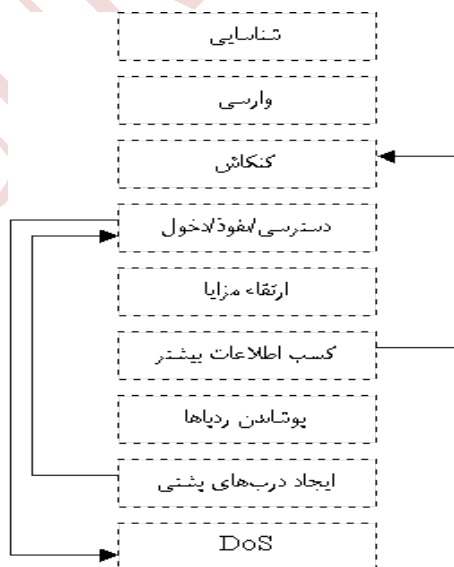 شناسایی
وارسی
کنکاش
دسترسی/نفوذ/دخول
ارتقاء مزایا
کسب اطلاعات بیشتر
پوشاندن ردپاها
ایجاد درب‌های پشتی
DoS